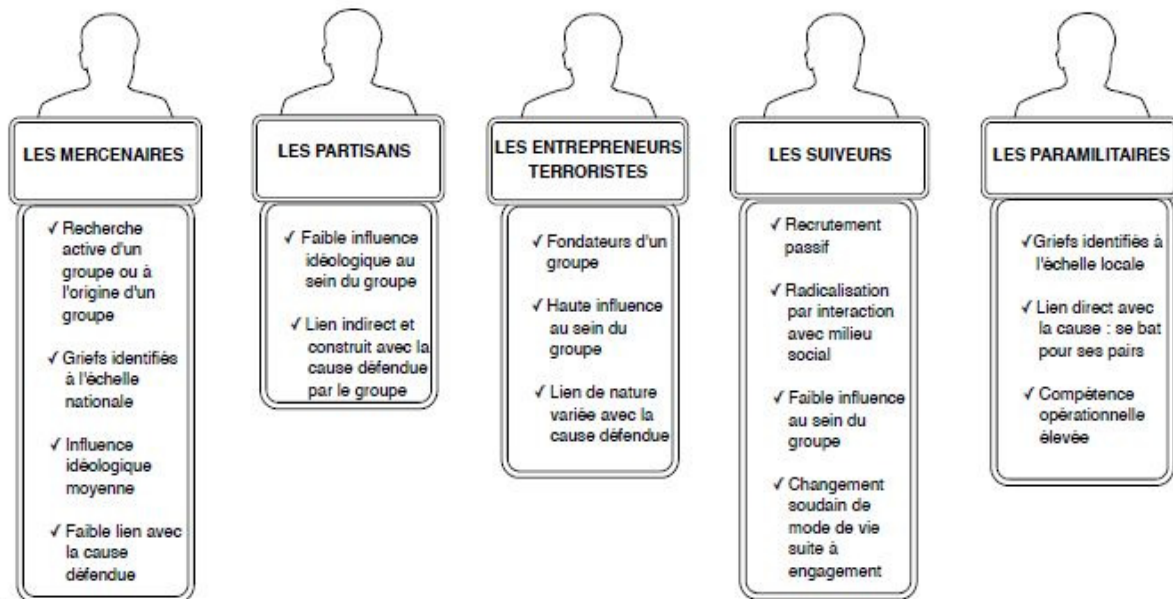 LES MERCENAIRES
✓ Recherche
active d'un
groupe ou à
l'origine d'un
groupe
✓ Griefs identifiés
à l'échelle
nationale
✓ Influence
idéologique
moyenne
✓ Faible lien avec
la cause
défendue
LES PARTISANS
✓ Faible influence
idéologique au
sein du groupe
✓ Lien indirect et
construit avec la
cause défendue
par le groupe
LES ENTREPRENEURS
TERRORISTES
✓ Fondateurs d'un
groupe
✓ Haute influence
au sein du
groupe
✓ Lien de nature
variée avec la
cause défendue
LES SUIVEURS
✓ Recrutement
passif
✓ Radicalisation
par interaction
avec milieu
social
✓ Faible influence
au sein du
groupe
✓ Changement
soudain de
mode de vie
suite à
engagement
LES PARAMILITAIRES
✓ Griefs identifiés à
l'échelle locale
✓ Lien direct avec
la cause : se bat
pour ses pairs
✓ Compétence
opérationnelle
élevée